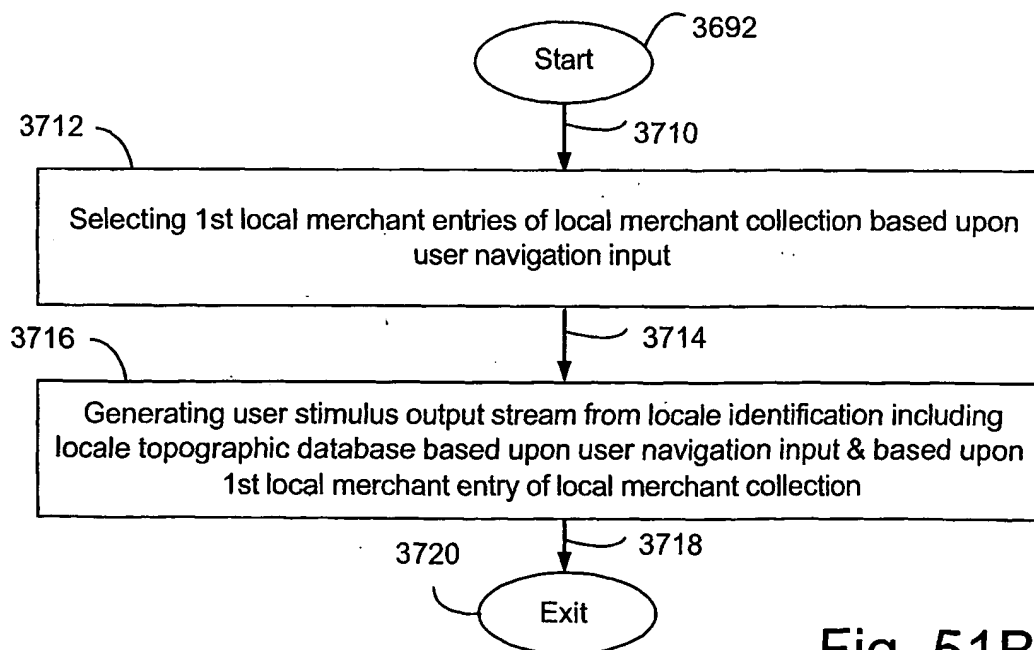 3692
Start
3710
3712
Selecting 1st local merchant entries of local merchant collection based upon
user navigation input
3714
3716
Generating user stimulus output stream from locale identification including
locale topographic database based upon user navigation input & based upon
1st local merchant entry of local merchant collection
3718
3720
Exit
Fig. 51B